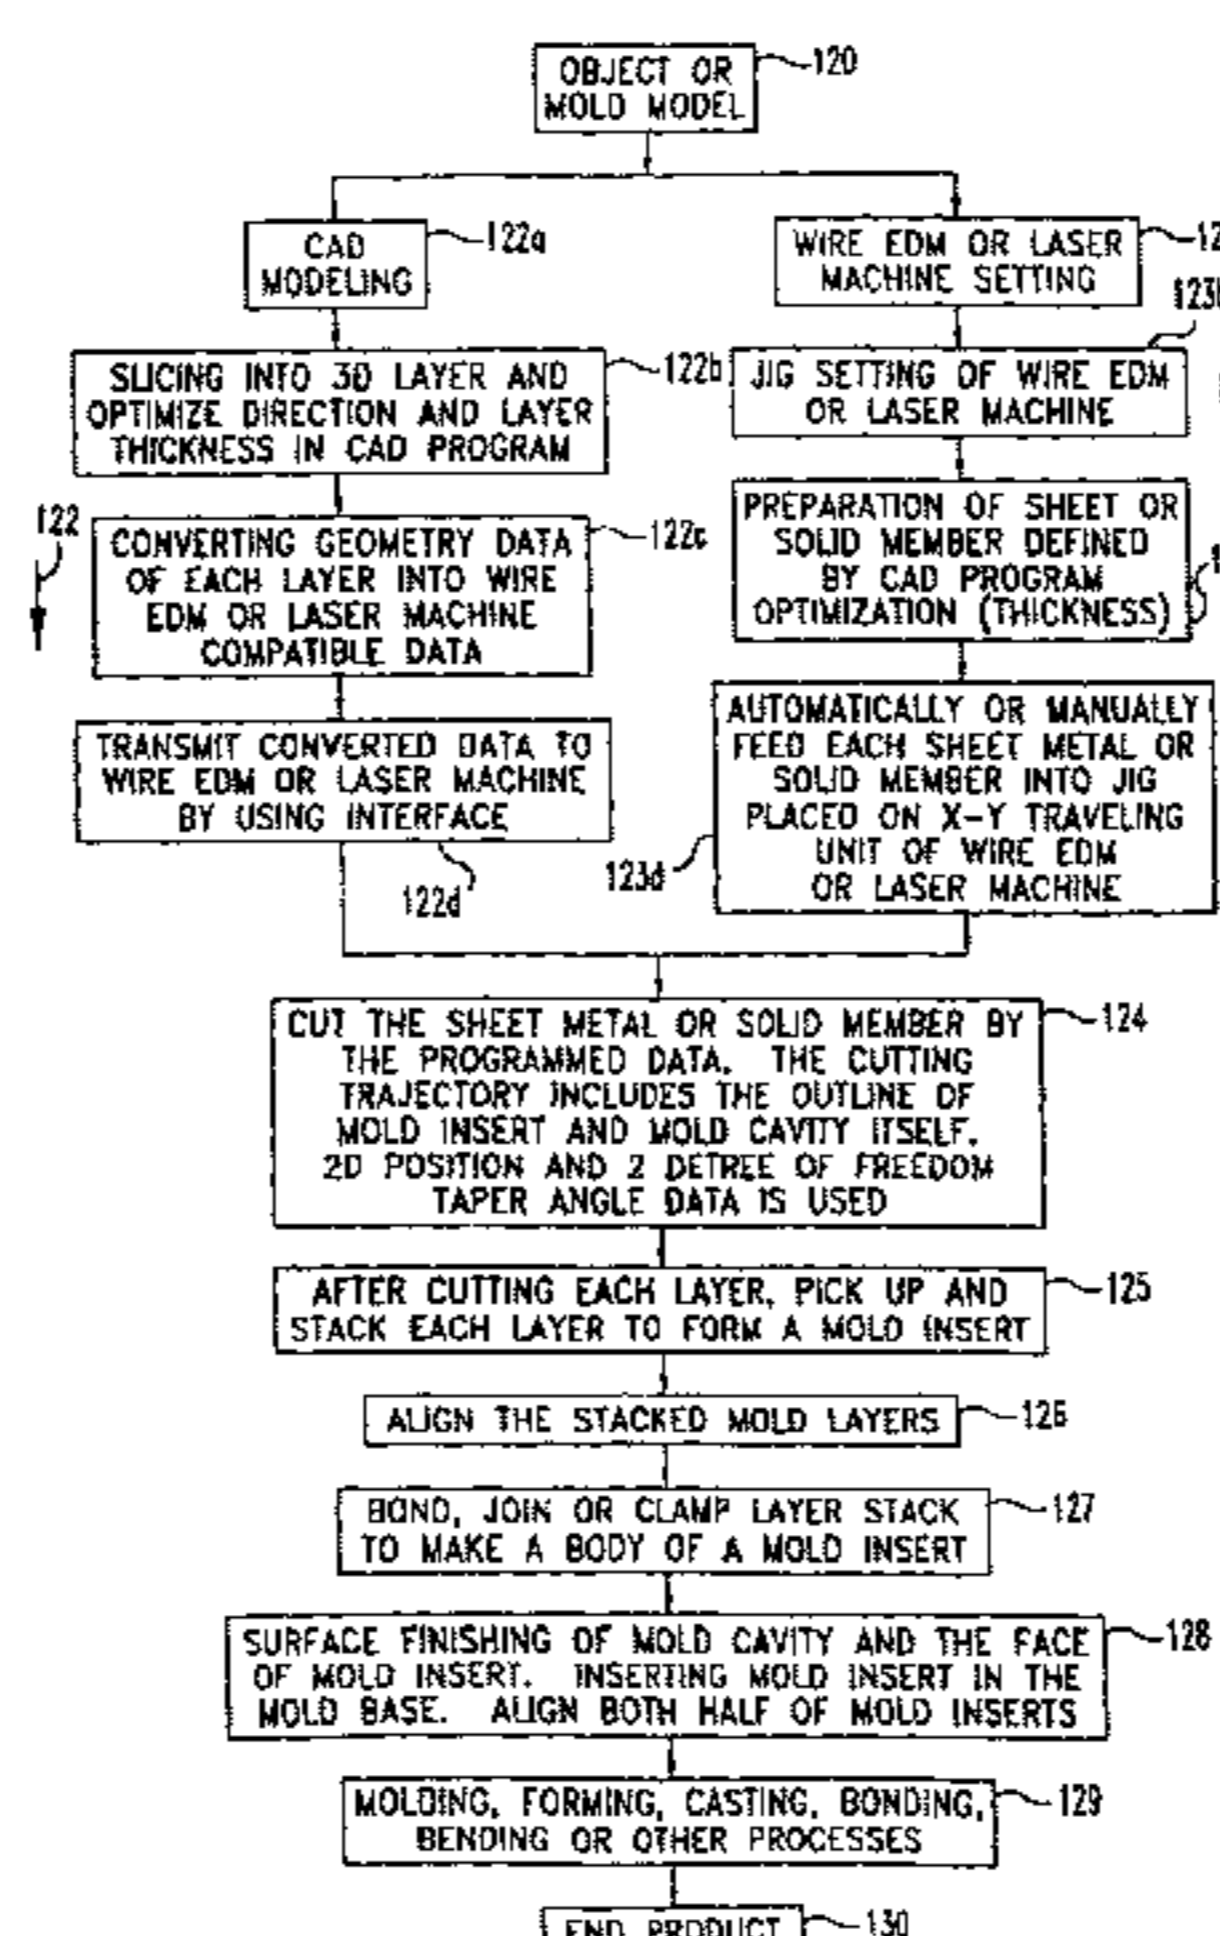 OBJECT OR
MOLD MODEL
120
CAD
MODELING
122a
SLICING INTO 3D LAYER AND
OPTIMIZE DIRECTION AND LAYER
THICKNESS IN CAD PROGRAM
122b
122
CONVERTING GEOMETRY DATA
OF EACH LAYER INTO WIRE
EDM OR LASER MACHINE
COMPATIBLE DATA
122c
TRANSMIT CONVERTED DATA TO
WIRE EDM OR LASER MACHINE
BY USING INTERFACE
122d
WIRE EDM OR LASER
MACHINE SETTING
JIG SETTING OF WIRE EDM
OR LASER MACHINE
PREPARATION OF SHEET OR
SOLID MEMBER DEFINED
BY CAD PROGRAM
OPTIMIZATION (THICKNESS)
AUTOMATICALLY OR MANUALLY
FEED EACH SHEET METAL OR
SOLID MEMBER INTO JIG
PLACED ON X-Y TRAVELING
UNIT OF WIRE EDM
OR LASER MACHINE
123d
CUT THE SHEET METAL OR SOLID MEMBER BY
THE PROGRAMMED DATA. THE CUTTING
TRAJECTORY INCLUDES THE OUTLINE OF
MOLD INSERT AND MOLD CAVITY ITSELF.
2D POSITION AND 2 DETREE OF FREEDOM
TAPER ANGLE DATA IS USED
124
AFTER CUTTING EACH LAYER, PICK UP AND
STACK EACH LAYER TO FORM A MOLD INSERT
125
ALIGN THE STACKED MOLD LAYERS
126
BOND, JOIN OR CLAMP LAYER STACK
TO MAKE A BODY OF A MOLD INSERT
127
SURFACE FINISHING OF MOLD CAVITY AND THE FACE
OF MOLD INSERT. INSERTING MOLD INSERT IN THE
MOLD BASE. ALIGN BOTH HALF OF MOLD INSERTS
128
MOLDING, FORMING, CASTING, BONDING,
BENDING OR OTHER PROCESSES
129
END PRODUCT
130